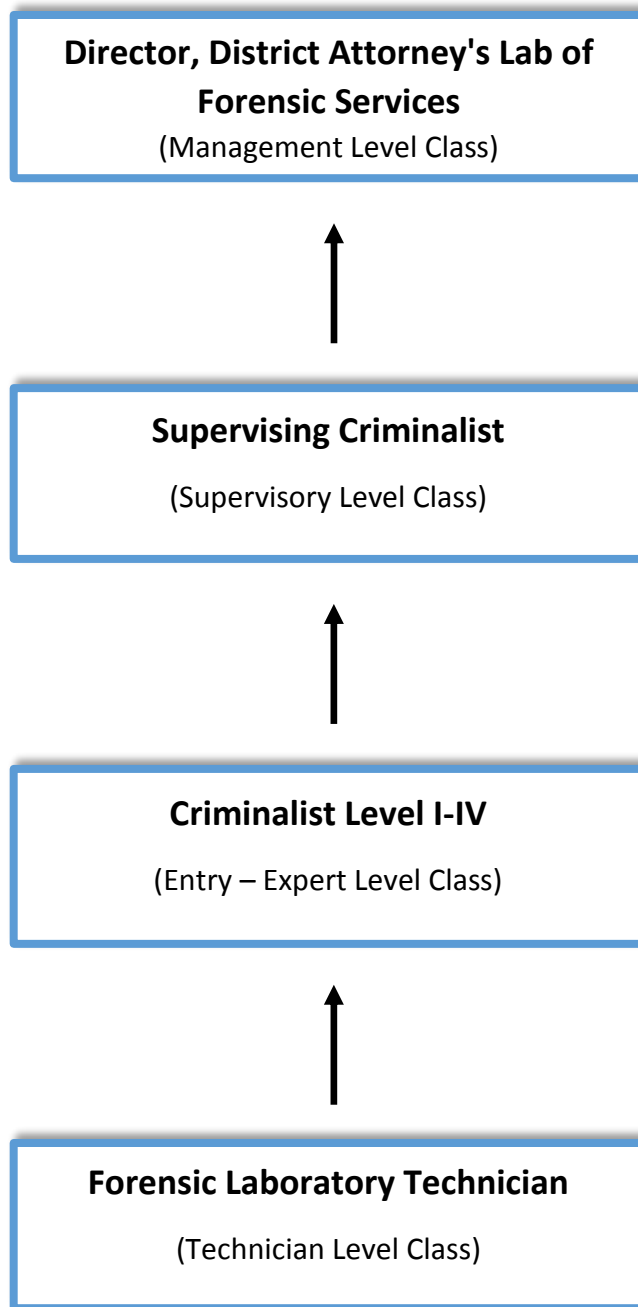 Director, District Attorney's Lab of
Forensic Services
(Management Level Class)
Supervising Criminalist
(Supervisory Level Class)
Criminalist Level I-IV
(Entry – Expert Level Class)
Forensic Laboratory Technician
(Technician Level Class)